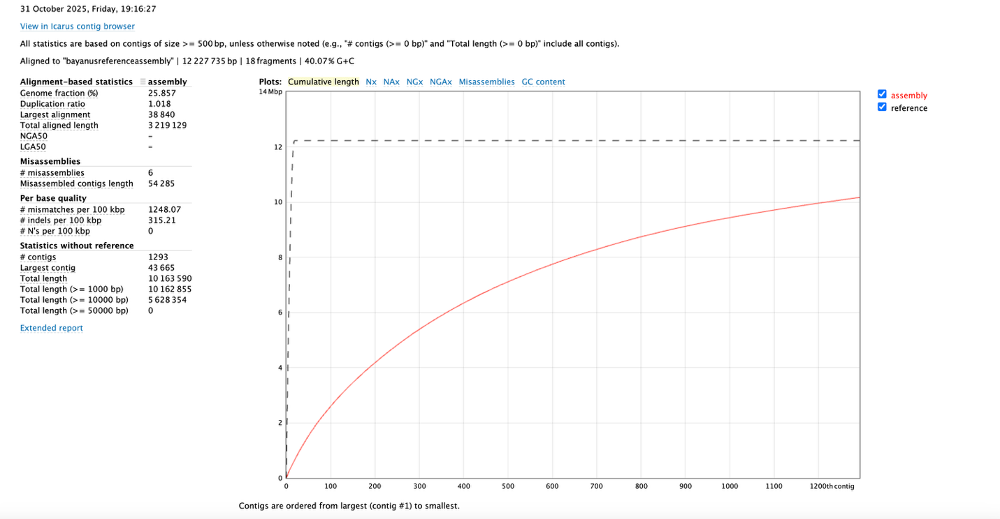 31 October 2025, Friday, 19:16:27
View in Icarus contig browser
All statistics are based on contigs of size >= 500 bp, unless otherwise noted (e.g., "# contigs (>= 0 bp)" and "Total length (>= 0 bp)" include all contigs).
Aligned to "bayanusreferenceassembly" | 12 227 735 bp | 18 fragments | 40.07 % G+C
Alignment-based statistics assembly
Genome fraction (%) 25.857
Duplication ratio 1.018
Largest alignment 38 840
Total aligned length 3 219 129
NGA50 –
LGA50 –
Misassemblies
# misassemblies 6
Misassembled contigs length 54 285
Per base quality
# mismatches per 100 kbp 1248.07
# indels per 100 kbp 315.21
# N's per 100 kbp 0
Statistics without reference
# contigs 1293
Largest contig 43 665
Total length 10 163 590
Total length (>= 1000 bp) 10 162 855
Total length (>= 10000 bp) 5 628 354
Total length (>= 50000 bp) 0
Extended report
Plots: Cumulative length Nx NAx NGx NGAx Misassemblies GC content
14 Mbp
12
10
8
6
4
2
0
0 100 200 300 400 500 600 700 800 900 1000 1100 1200th contig
Contigs are ordered from largest (contig #1) to smallest.
assembly
reference